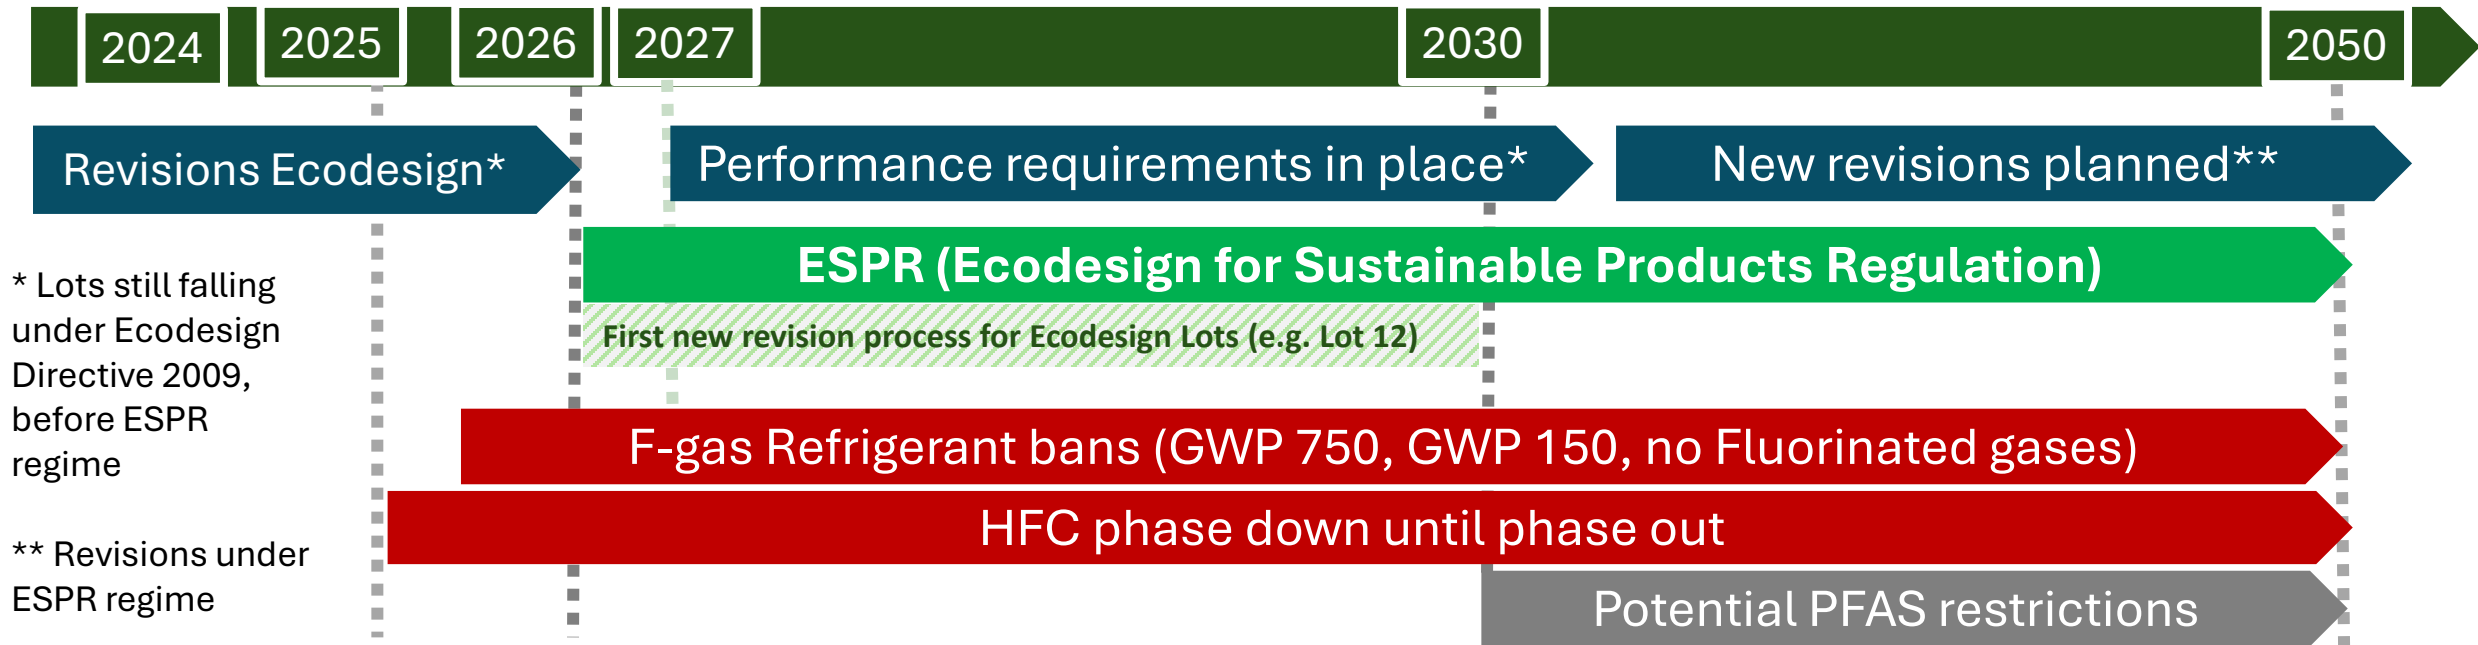 2024
2025
2026
2027
2030
2050
Revisions Ecodesign*
Performance requirements in place*
New revisions planned**
ESPR (Ecodesign for Sustainable Products Regulation)
First new revision process for Ecodesign Lots (e.g. Lot 12)
* Lots still falling
under Ecodesign
Directive 2009,
before ESPR
regime
F-gas Refrigerant bans (GWP 750, GWP 150, no Fluorinated gases)
HFC phase down until phase out
** Revisions under
ESPR regime
Potential PFAS restrictions